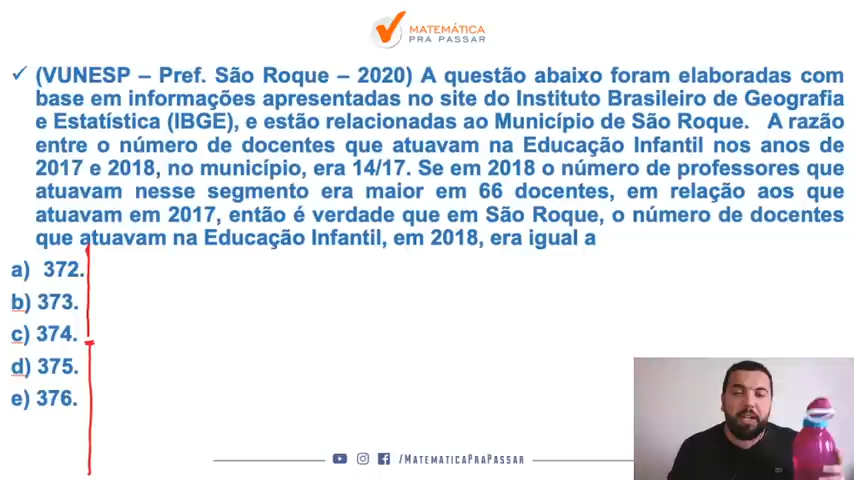 MATEMÁTICA
PRA PASSAR
(VUNESP – Pref. São Roque – 2020) A questão abaixo foram elaboradas com
base em informações apresentadas no site do Instituto Brasileiro de Geografia
e Estatística (IBGE), e estão relacionadas ao Município de São Roque. A razão
entre o número de docentes que atuavam na Educação Infantil nos anos de
2017 e 2018, no município, era 14/17. Se em 2018 o número de professores que
atuavam nesse segmento era maior em 66 docentes, em relação aos que
atuavam em 2017, então é verdade que em São Roque, o número de docentes
que atuavam na Educação Infantil, em 2018, era igual a
a) 372.
b) 373.
c) 374.
d) 375.
e) 376.
/MATEMATICAPRAPASSAR